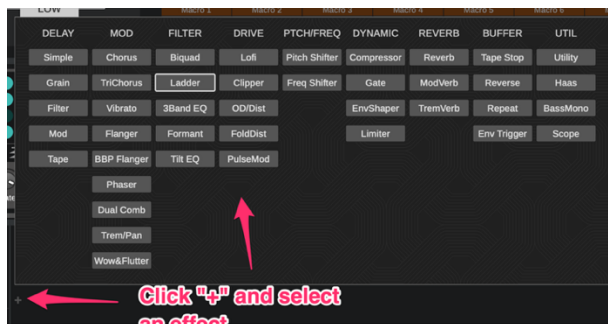 LOW Macro 1 Macro 2 Macro 3 Macro 4 Macro 5 Macro 6
DELAY MOD FILTER DRIVE PTCH/FREQ DYNAMIC REVERB BUFFER UTIL
Simple Chorus Biquad Lofi Pitch Shifter Compressor Reverb Tape Stop Utility
Grain TriChorus Ladder Clipper Freq Shifter Gate ModVerb Reverse Haas
Filter Vibrato 3Band EQ OD/Dist EnvShaper TremVerb Repeat BassMono
Mod Flanger Formant FoldDist Limiter Env Trigger Scope
Tape BBP Flanger Tilt EQ PulseMod
Phaser
Dual Comb
Trem/Pan
Wow&Flutter
+ Click "+" and select
an effect